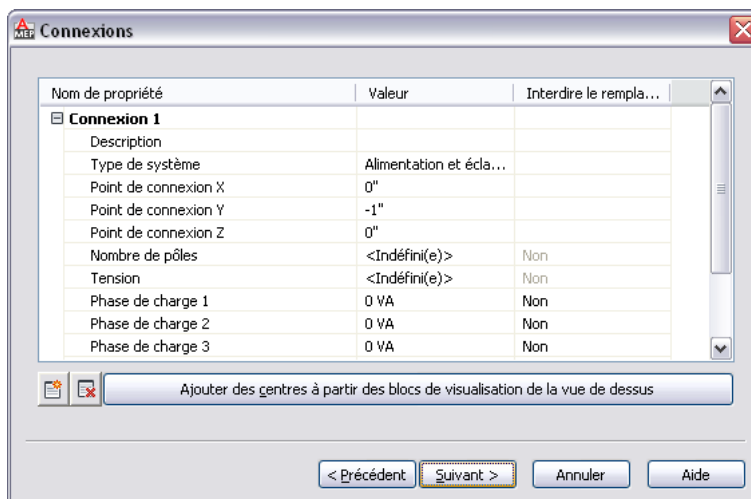 MEP Connexions
Nom de propriété Valeur Interdire le rempla...
Connexion 1
Description
Type de système Alimentation et écla...
Point de connexion X 0"
Point de connexion Y -1"
Point de connexion Z 0"
Nombre de pôles <Indéfini(e)> Non
Tension <Indéfini(e)> Non
Phase de charge 1 0 VA Non
Phase de charge 2 0 VA Non
Phase de charge 3 0 VA Non
Ajouter des centres à partir des blocs de visualisation de la vue de dessus
< Précédent Suivant > Annuler Aide